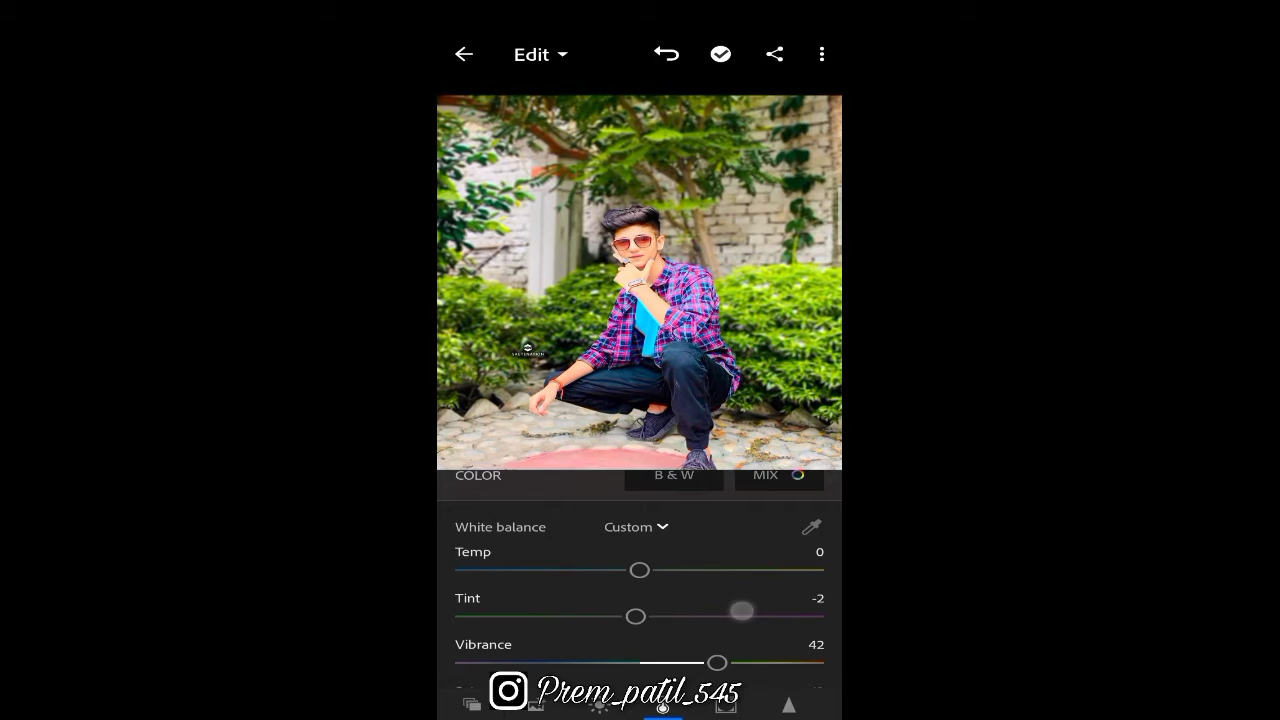 Edit
COLOR
B & W
MIX
White balance
Custom
Temp
0
Tint
-2
Vibrance
42
Prem_patil_545